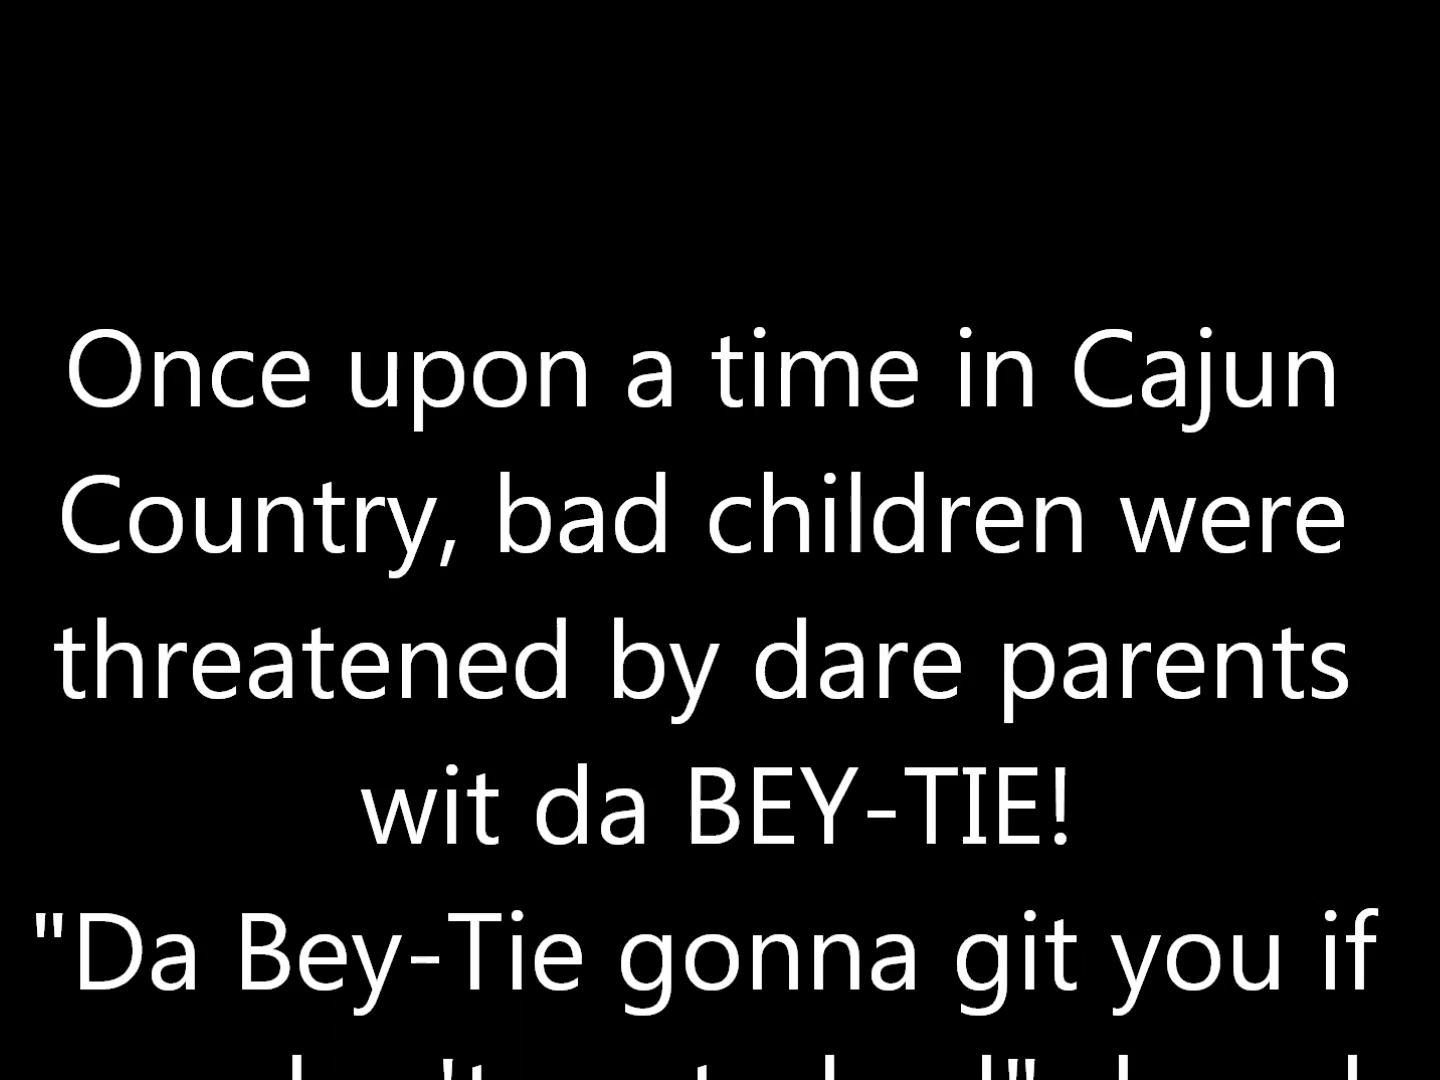 Once upon a time in Cajun
Country, bad children were
threatened by dare parents
wit da BEY-TIE!
"Da Bey-Tie gonna git you if